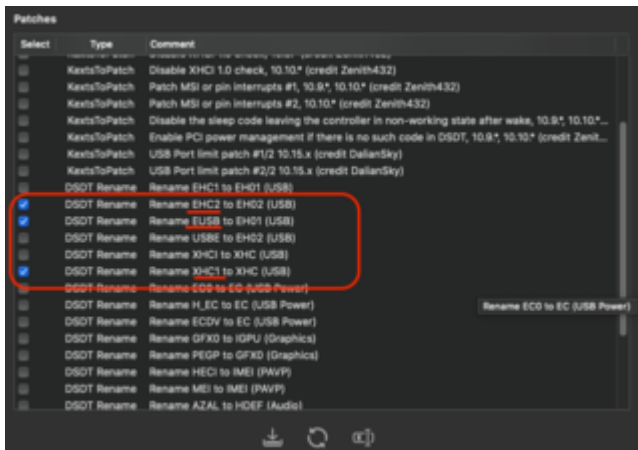 Patches
Select Type Comment
KextsToPatch Disable XHCI 1.0 check, 10.10.* (credit Zenith432)
KextsToPatch Patch MSI or pin interrupts #1, 10.9.*, 10.10.* (credit Zenith432)
KextsToPatch Patch MSI or pin interrupts #2, 10.10.* (credit Zenith432)
KextsToPatch Disable the sleep code leaving the controller in non-working state after wake, 10.9.*, 10.10.*...
KextsToPatch Enable PCI power management if there is no such code in DSDT, 10.9.*, 10.10.* (credit Zenit...
KextsToPatch USB Port limit patch #1/2 10.15.x (credit DalianSky)
KextsToPatch USB Port limit patch #2/2 10.15.x (credit DalianSky)
DSDT Rename Rename EHC1 to EH01 (USB)
DSDT Rename Rename EHC2 to EH02 (USB)
DSDT Rename Rename EUSB to EH01 (USB)
DSDT Rename Rename USBE to EH02 (USB)
DSDT Rename Rename XHCI to XHC (USB)
DSDT Rename Rename XHC1 to XHC (USB)
DSDT Rename Rename EC0 to EC (USB Power)
DSDT Rename Rename H_EC to EC (USB Power)
Rename EC0 to EC (USB Power)
DSDT Rename Rename ECDV to EC (USB Power)
DSDT Rename Rename GFX0 to IGPU (Graphics)
DSDT Rename Rename PEGP to GFX0 (Graphics)
DSDT Rename Rename HECI to IMEI (PAVP)
DSDT Rename Rename MEI to IMEI (PAVP)
DSDT Rename Rename AZAL to HDEF (Audio)